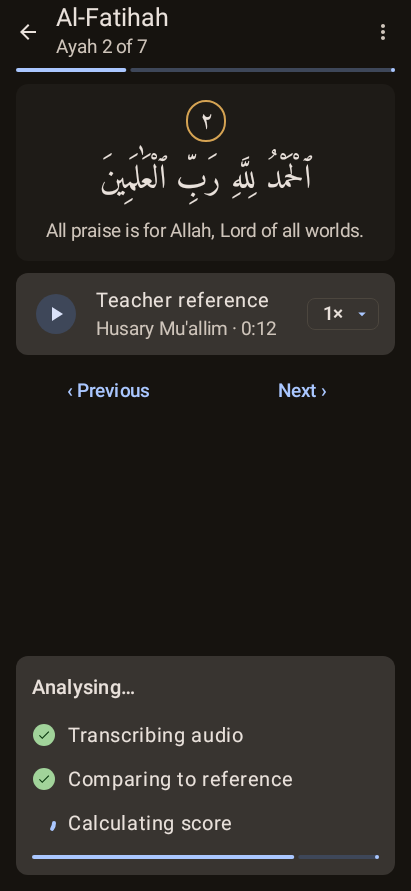 Al-Fatihah
Ayah 2 of 7
٢
ٱلْحَمْدُ لِلَّهِ رَبِّ ٱلْعَٰلَمِينَ
All praise is for Allah, Lord of all worlds.
Teacher reference
Husary Mu'allim · 0:12
1×
‹ Previous
Next ›
Analysing…
Transcribing audio
Comparing to reference
Calculating score